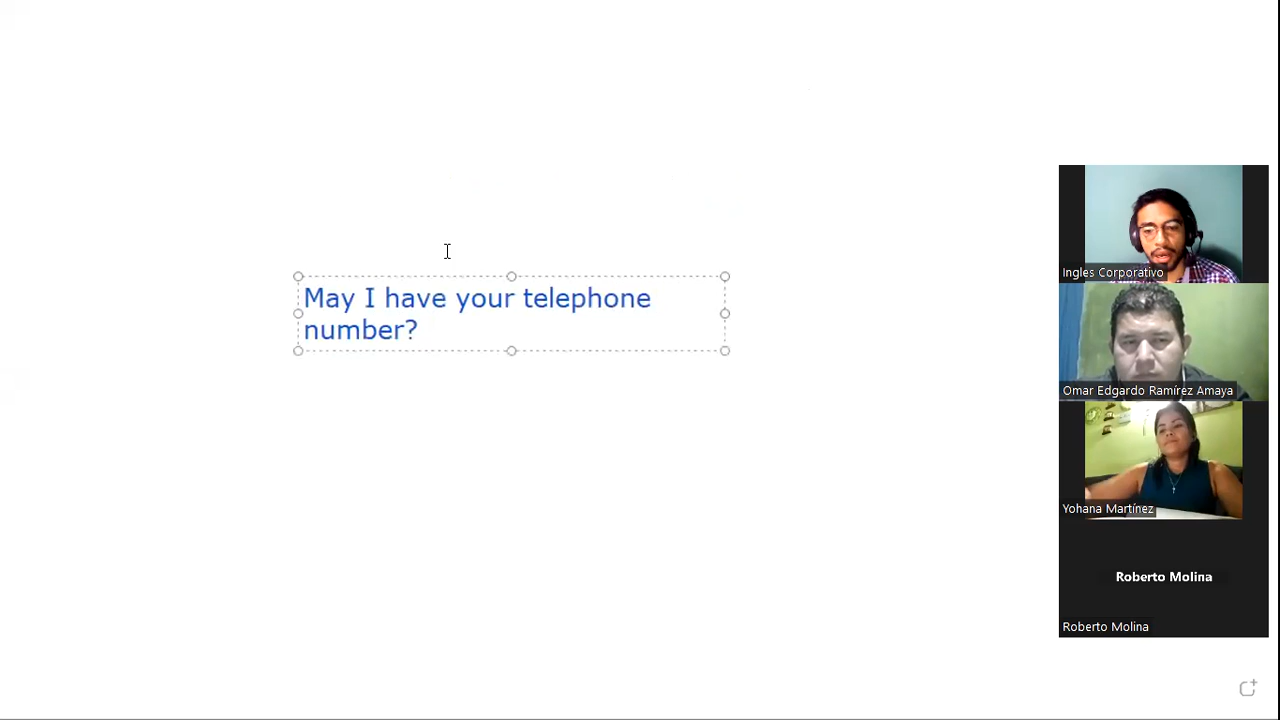 May I have your telephone
number?
Ingles Corporativo
Omar Edgardo Ramírez Amaya
Yohana Martínez
Roberto Molina
Roberto Molina